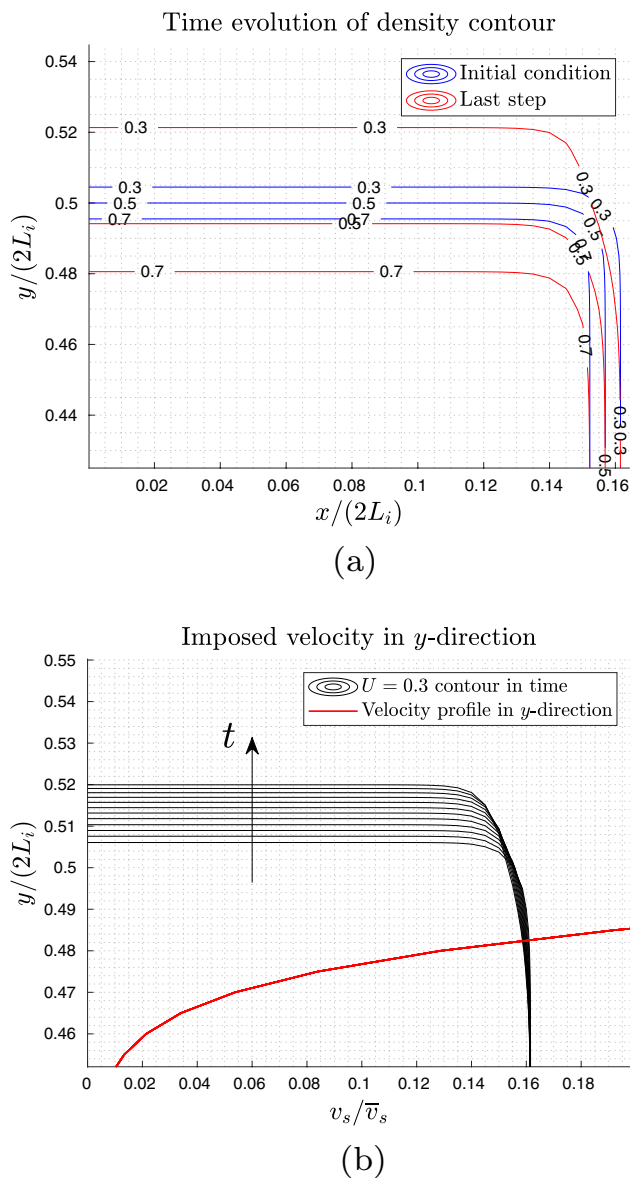 Time evolution of density contour
Initial condition
Last step
0.54
0.52
0.5
0.48
0.46
0.44
y/(2L_i)
0.3 0.3
0.3 0.3
0.5 0.5
0.7 0.7
0.5 0.5
0.7 0.7
0.3
0.3
0.5
0.7
0.5
0.7
0.3
0.3
0.5
0.02 0.04 0.06 0.08 0.1 0.12 0.14 0.16
x/(2L_i)
(a)
Imposed velocity in y-direction
U = 0.3 contour in time
Velocity profile in y-direction
t
0.55
0.54
0.53
0.52
0.51
0.5
0.49
0.48
0.47
0.46
y/(2L_i)
0 0.02 0.04 0.06 0.08 0.1 0.12 0.14 0.16 0.18
v_s/v̅_s
(b)